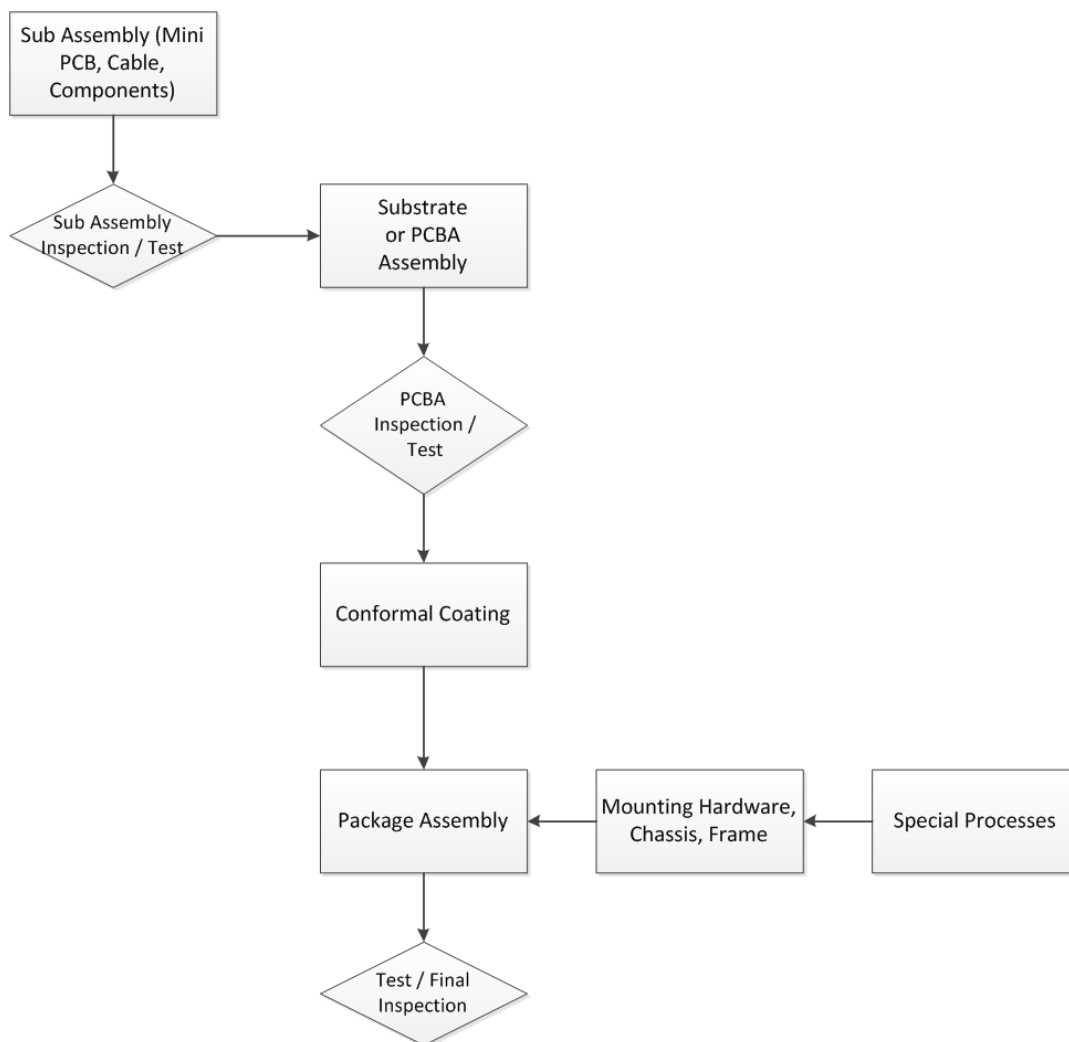 Sub Assembly (Mini
PCB, Cable,
Components)
Sub Assembly
Inspection / Test
Substrate
or PCBA
Assembly
PCBA
Inspection /
Test
Conformal Coating
Package Assembly
Mounting Hardware,
Chassis, Frame
Special Processes
Test / Final
Inspection